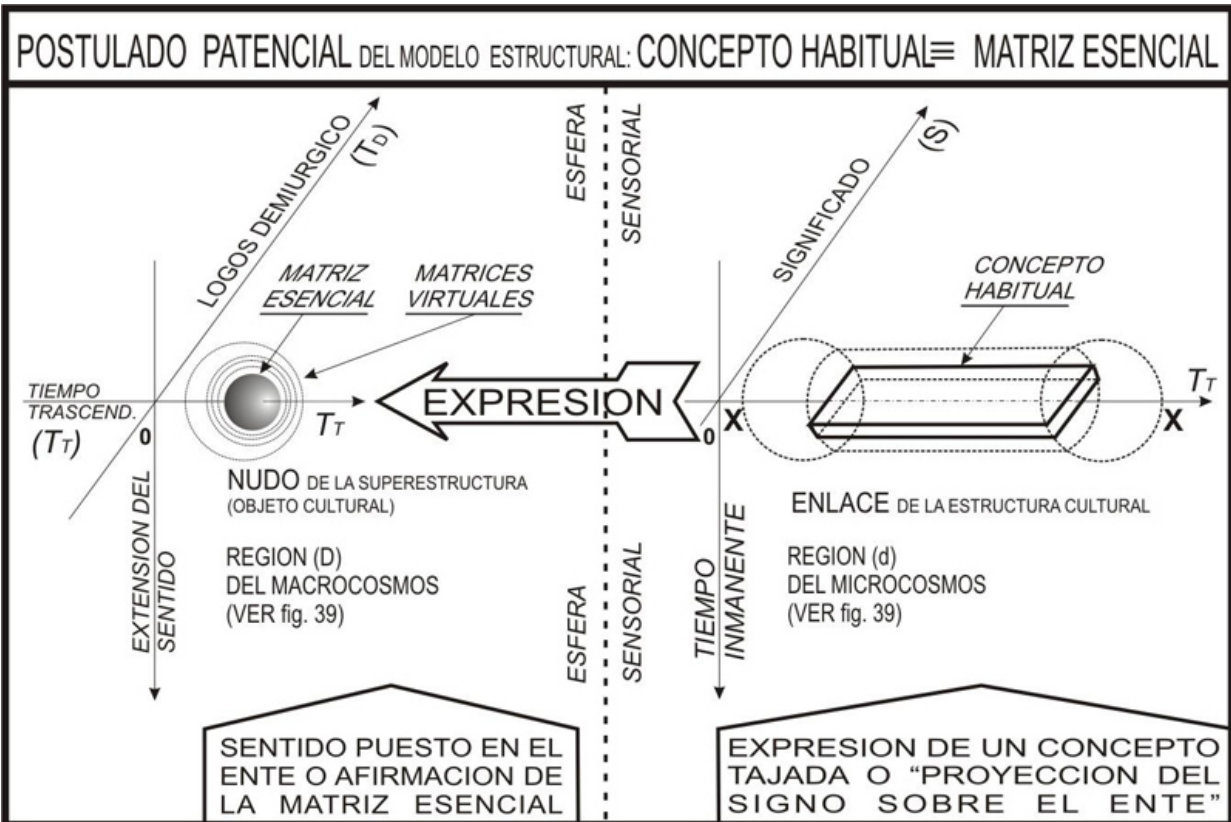 POSTULADO PATENCIAL DEL MODELO ESTRUCTURAL: CONCEPTO HABITUAL≡ MATRIZ ESENCIAL
LOGOS DEMIURGICO
(T_D)
MATRIZ
ESENCIAL
MATRICES
VIRTUALES
TIEMPO
TRASCEND.
(T_T)
0
T_T
EXTENSION DEL
SENTIDO
NUDO DE LA SUPERESTRUCTURA
(OBJETO CULTURAL)
REGION (D)
DEL MACROCOSMOS
(VER fig. 39)
SENTIDO PUESTO EN EL
ENTE O AFIRMACION DE
LA MATRIZ ESENCIAL
ESFERA
SENSORIAL
EXPRESION
ESFERA
SENSORIAL
SIGNIFICADO
(S)
CONCEPTO
HABITUAL
0
X
X
T_T
TIEMPO
INMANENTE
ENLACE DE LA ESTRUCTURA CULTURAL
REGION (d)
DEL MICROCOSMOS
(VER fig. 39)
EXPRESION DE UN CONCEPTO
TAJADA O “PROYECCION DEL
SIGNO SOBRE EL ENTE”